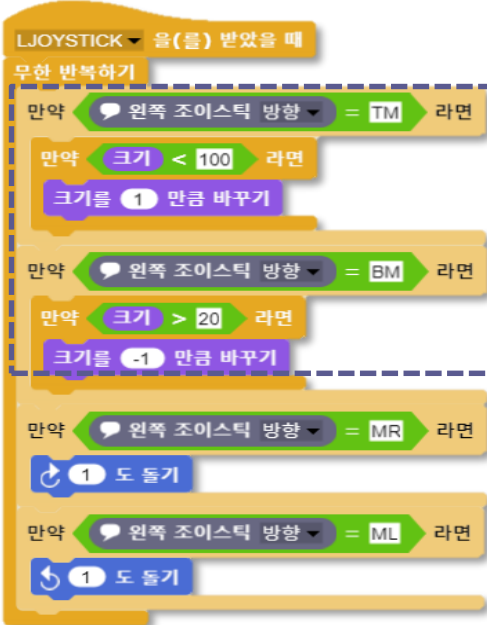 LJOYSTICK 을(를) 받았을 때
무한 반복하기
만약 왼쪽 조이스틱 방향 = TM 라면
만약 크기 < 100 라면
크기를 1 만큼 바꾸기
만약 왼쪽 조이스틱 방향 = BM 라면
만약 크기 > 20 라면
크기를 -1 만큼 바꾸기
만약 왼쪽 조이스틱 방향 = MR 라면
1 도 돌기
만약 왼쪽 조이스틱 방향 = ML 라면
1 도 돌기